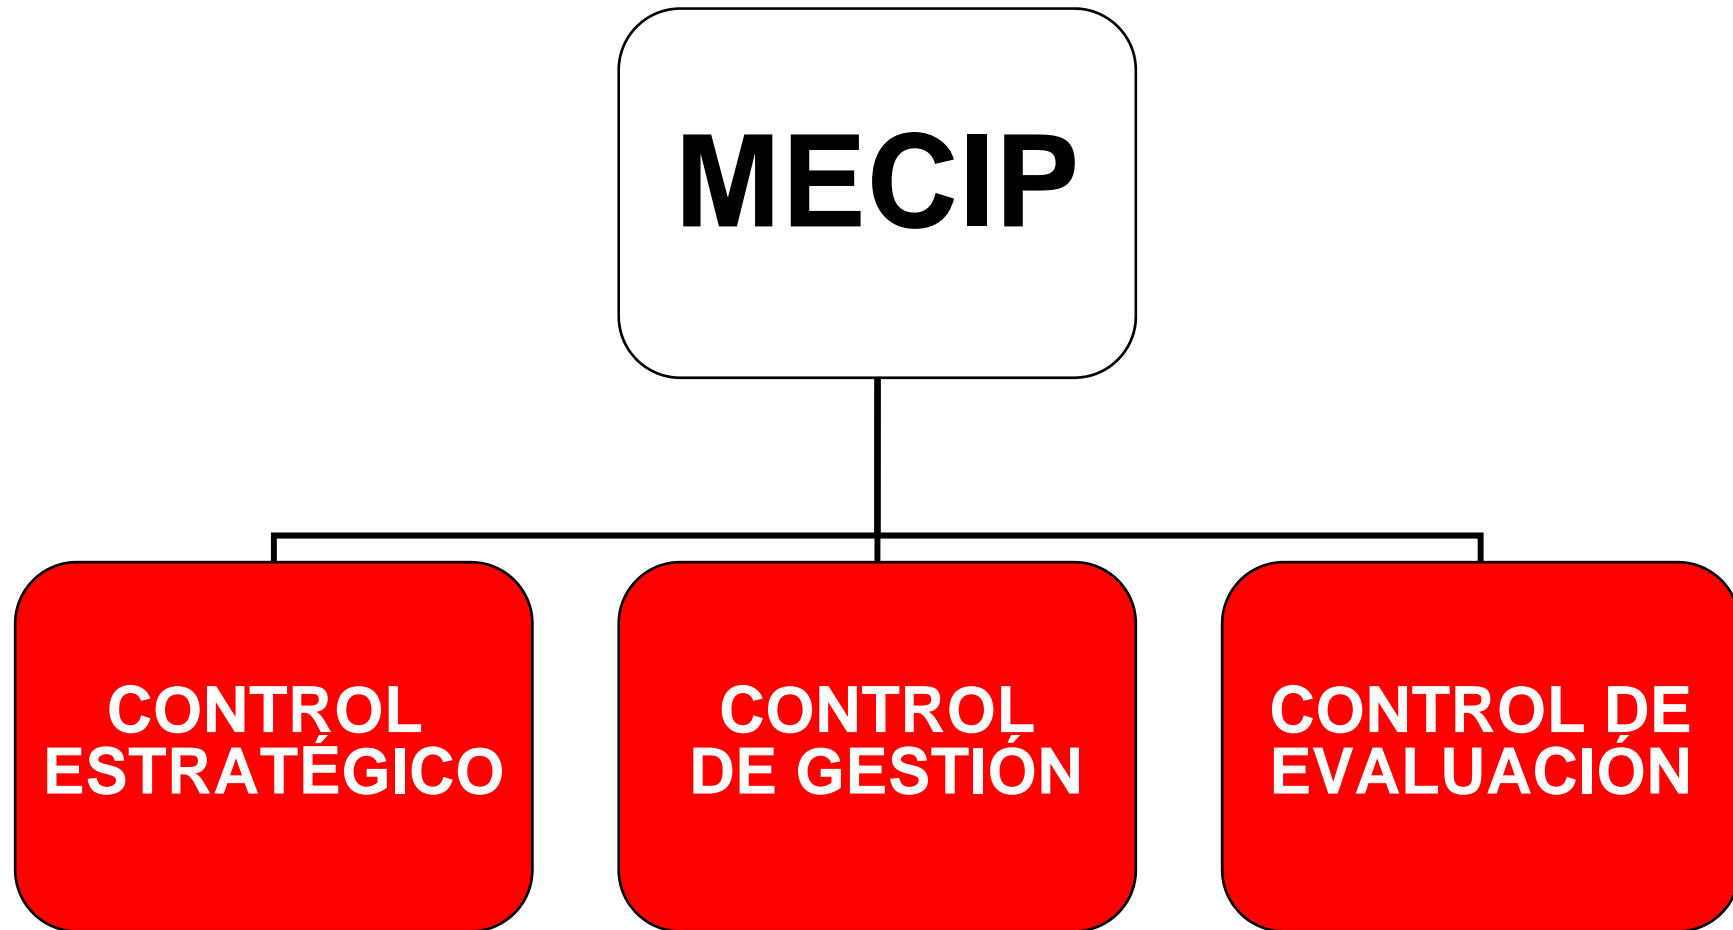 MECIP
CONTROL
ESTRATÉGICO
CONTROL
DE GESTIÓN
CONTROL DE
EVALUACIÓN